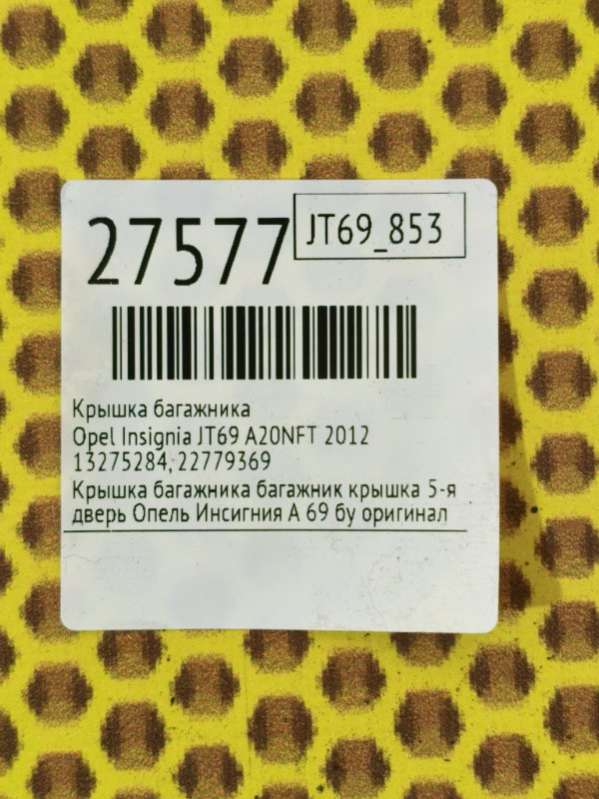 27577
JT69_853
Крышка багажника
Opel Insignia JT69 A20NFT 2012
13275284, 22779369
Крышка багажника багажник крышка 5-я
дверь Опель Инсигния А 69 бу оригинал